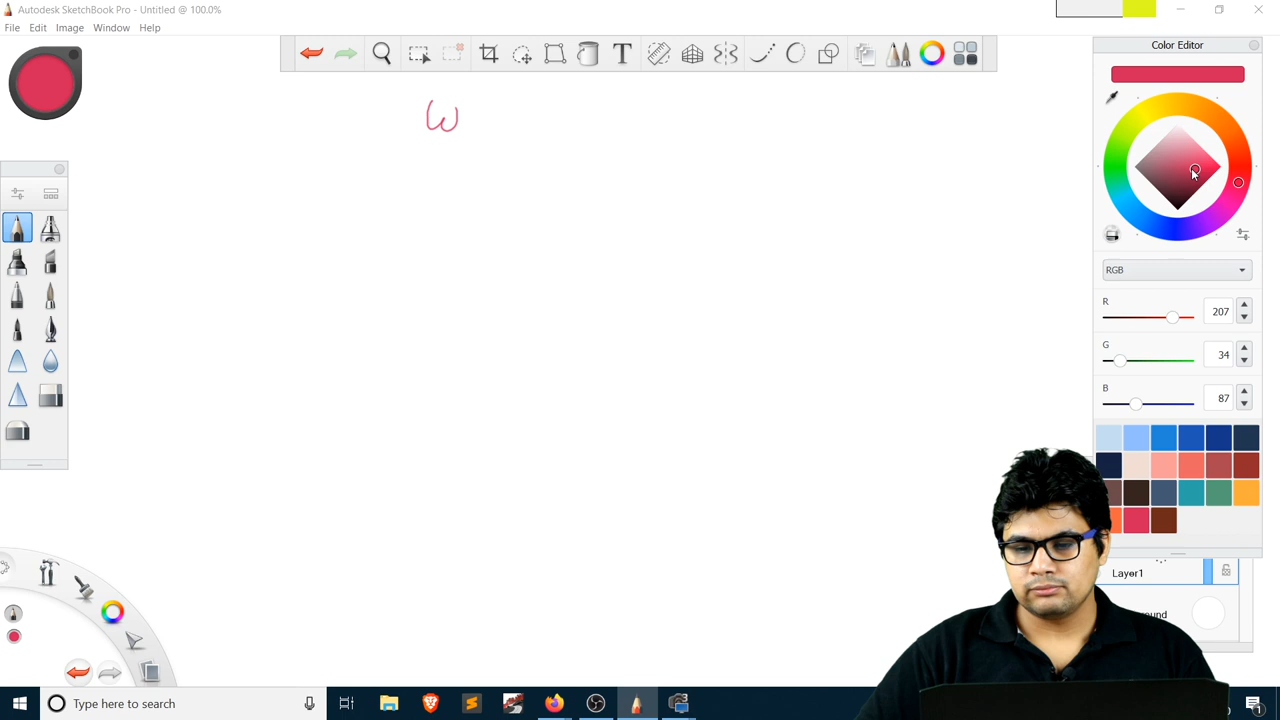 Autodesk SketchBook Pro - Untitled @ 100.0%
File Edit Image Window Help
Color Editor
T
W
RGB
R
207
G
34
B
87
Layer1
Type here to search
1